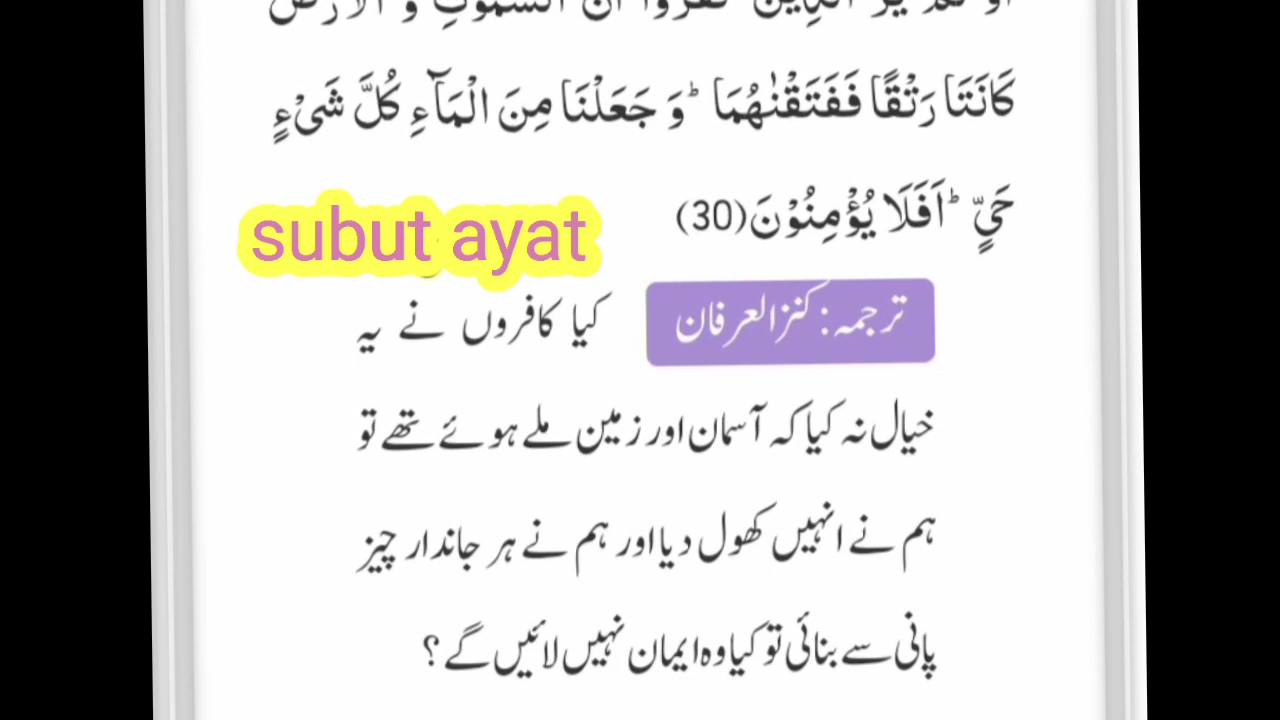 كَانَتَا رَتْقًا فَفَتَقْنٰهُمَاؕ-وَ جَعَلْنَا مِنَ الْمَآءِ كُلَّ شَیْءٍ
حَیٍّؕ-اَفَلَا یُؤْمِنُوْنَ(30)
subut ayat
ترجمہ: کنزالعرفان
کیا کافروں نے یہ
خیال نہ کیا کہ آسمان اور زمین ملے ہوئے تھے تو
ہم نے انہیں کھول دیا اور ہم نے ہر جاندار چیز
پانی سے بنائی تو کیا وہ ایمان نہیں لائیں گے؟